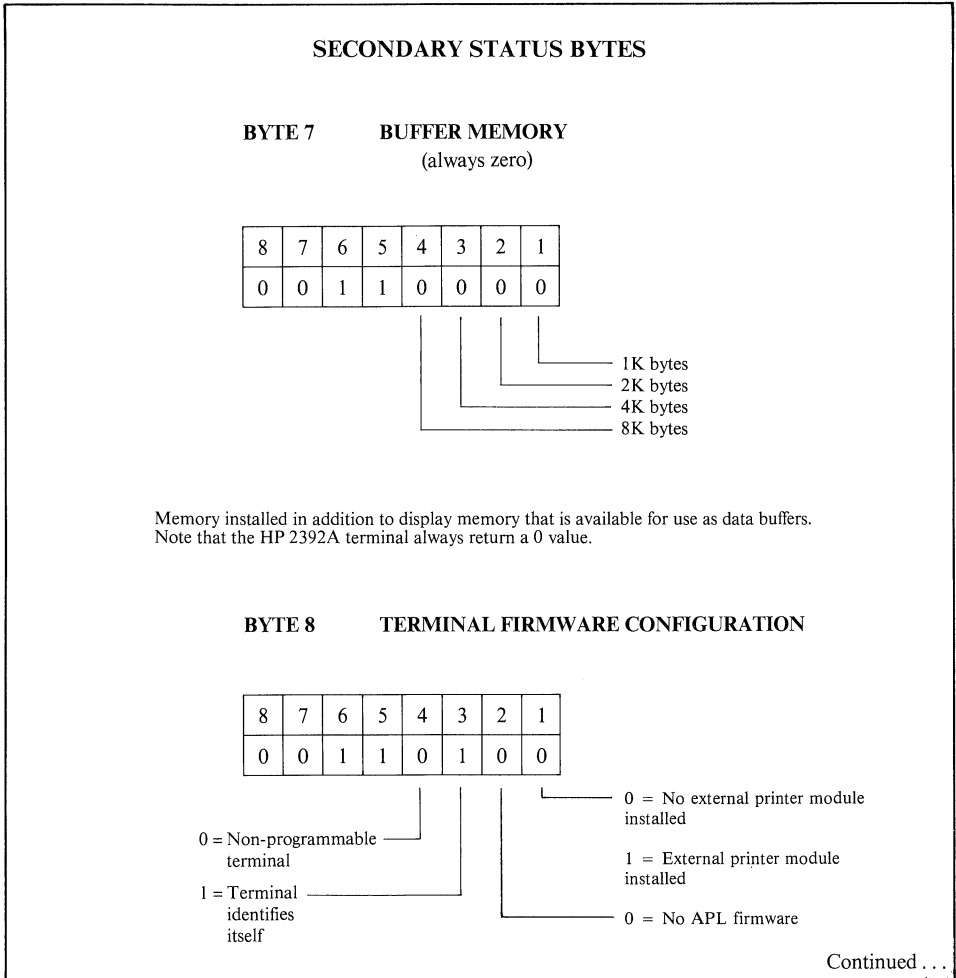 SECONDARY STATUS BYTES
BYTE 7 BUFFER MEMORY
(always zero)
8 7 6 5 4 3 2 1
0 0 1 1 0 0 0 0
1K bytes
2K bytes
4K bytes
8K bytes
Memory installed in addition to display memory that is available for use as data buffers.
Note that the HP 2392A terminal always return a 0 value.
BYTE 8 TERMINAL FIRMWARE CONFIGURATION
8 7 6 5 4 3 2 1
0 0 1 1 0 1 0 0
0 = Non-programmable
terminal
1 = Terminal
identifies
itself
0 = No external printer module
installed
1 = External printer module
installed
0 = No APL firmware
Continued . . .